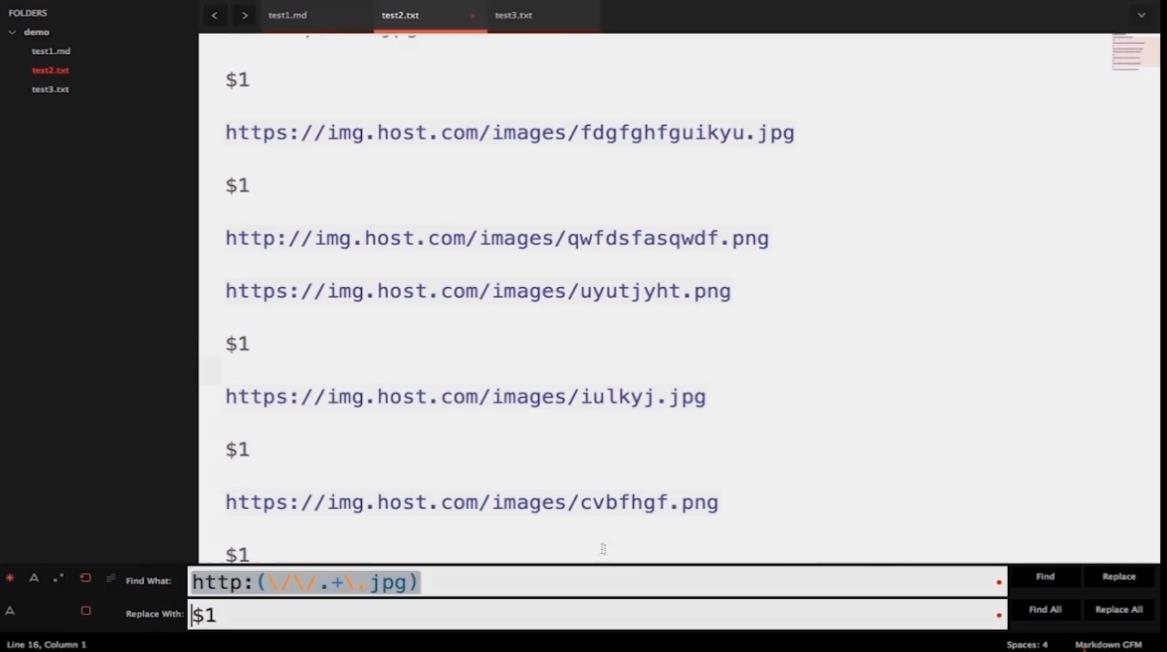 FOLDERS
demo
test1.md
test2.txt
test3.txt
test1.md
test2.txt
test3.txt
$1
https://img.host.com/images/fdgfghfguikyu.jpg
$1
http://img.host.com/images/qwfdsfasqwdf.png
https://img.host.com/images/uyutjyht.png
$1
https://img.host.com/images/iulkyj.jpg
$1
https://img.host.com/images/cvbfhgf.png
$1
Find What:
http:(\/\/.+\.jpg)
Find
Replace
Replace With:
$1
Find All
Replace All
Line 16, Column 1
Spaces: 4
Markdown GFM